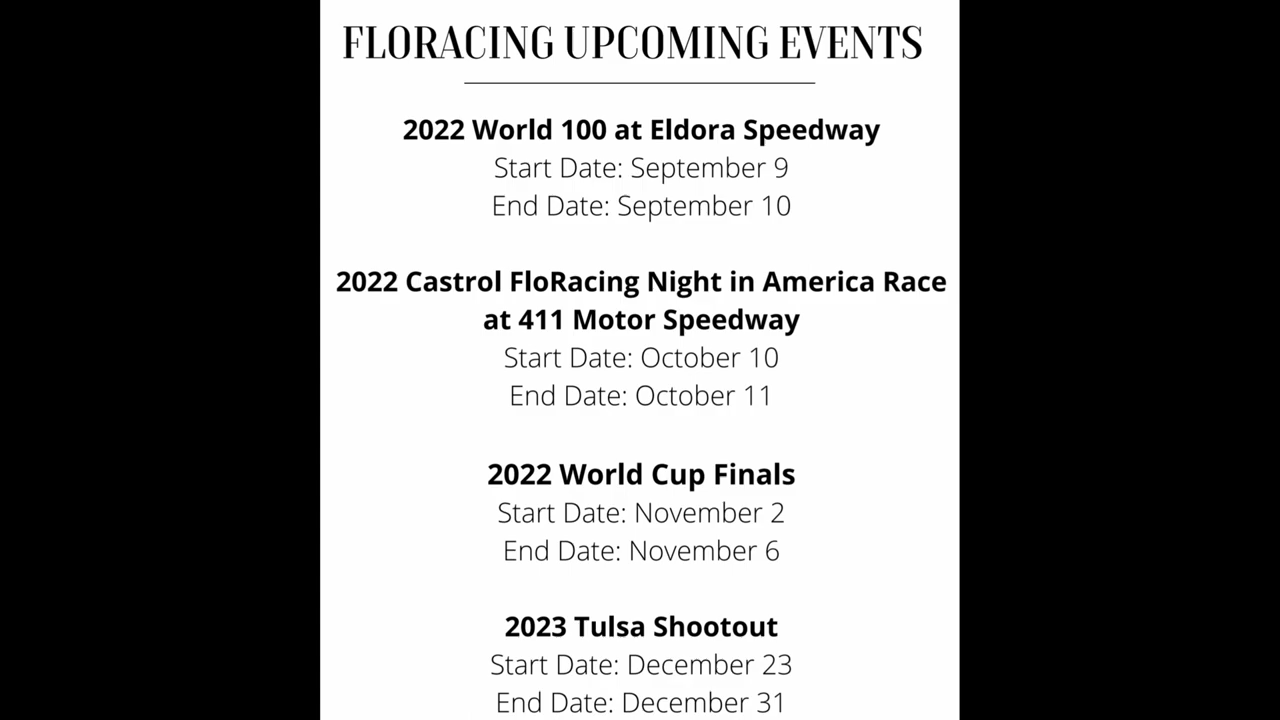 FLORACING UPCOMING EVENTS
2022 World 100 at Eldora Speedway
Start Date: September 9
End Date: September 10
2022 Castrol FloRacing Night in America Race
at 411 Motor Speedway
Start Date: October 10
End Date: October 11
2022 World Cup Finals
Start Date: November 2
End Date: November 6
2023 Tulsa Shootout
Start Date: December 23
End Date: December 31